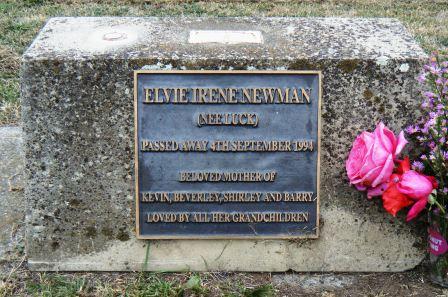 ELVIE IRENE NEWMAN
(NEE LUCK)
PASSED AWAY 4TH SEPTEMBER 1994
BELOVED MOTHER OF
KEVIN, BEVERLEY, SHIRLEY AND BARRY
LOVED BY ALL HER GRANDCHILDREN